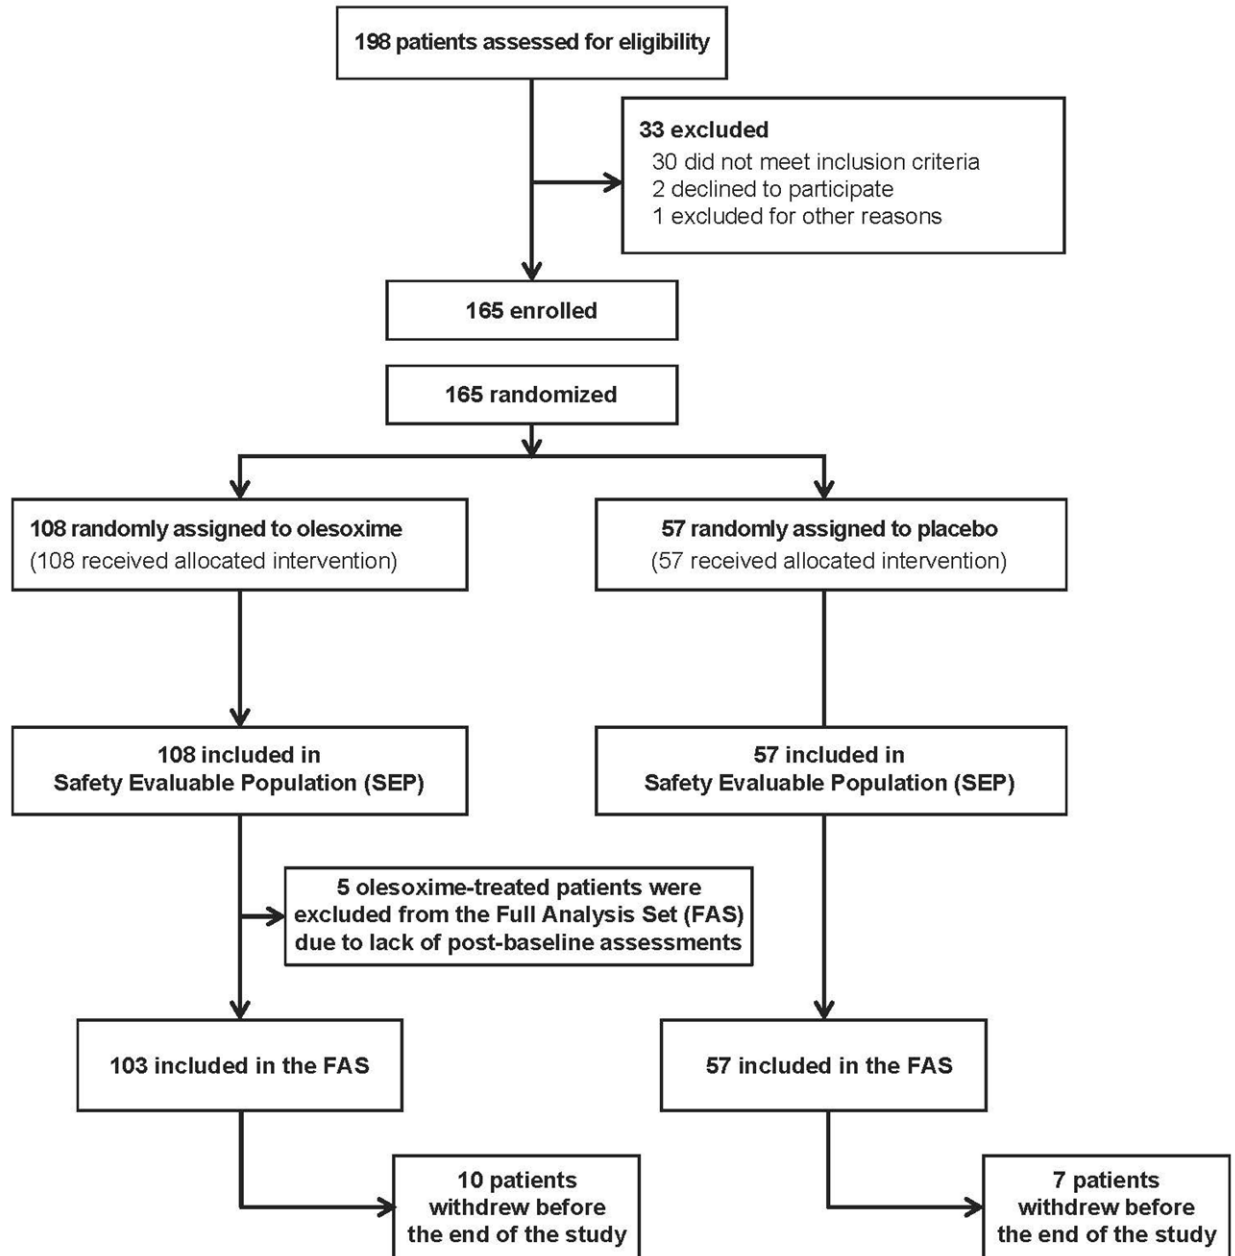 198 patients assessed for eligibility
33 excluded
30 did not meet inclusion criteria
2 declined to participate
1 excluded for other reasons
165 enrolled
165 randomized
108 randomly assigned to olesoxime
(108 received allocated intervention)
57 randomly assigned to placebo
(57 received allocated intervention)
108 included in
Safety Evaluable Population (SEP)
57 included in
Safety Evaluable Population (SEP)
5 olesoxime-treated patients were
excluded from the Full Analysis Set (FAS)
due to lack of post-baseline assessments
103 included in the FAS
57 included in the FAS
10 patients
withdrew before
the end of the study
7 patients
withdrew before
the end of the study